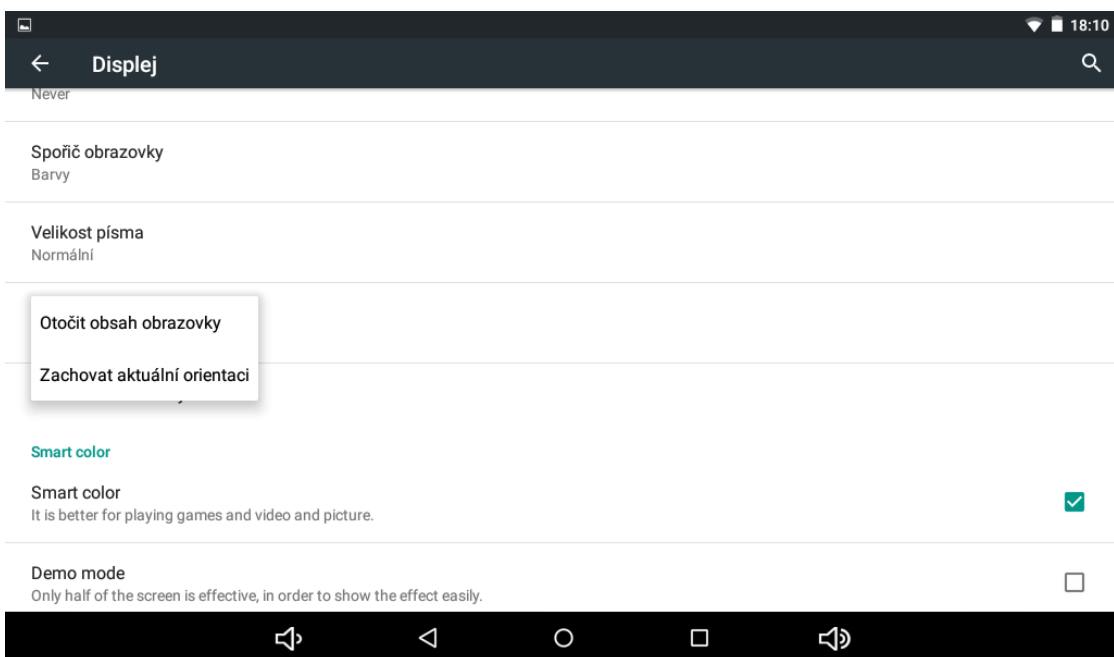 18:10
Displej
Never
Spořič obrazovky
Barvy
Velikost písma
Normální
Otočit obsah obrazovky
Zachovat aktuální orientaci
Smart color
Smart color
It is better for playing games and video and picture.
Demo mode
Only half of the screen is effective, in order to show the effect easily.